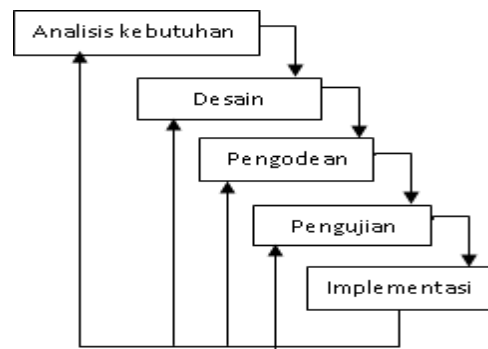 Analisis kebutuhan
Desain
Pengodean
Pengujian
Implementasi